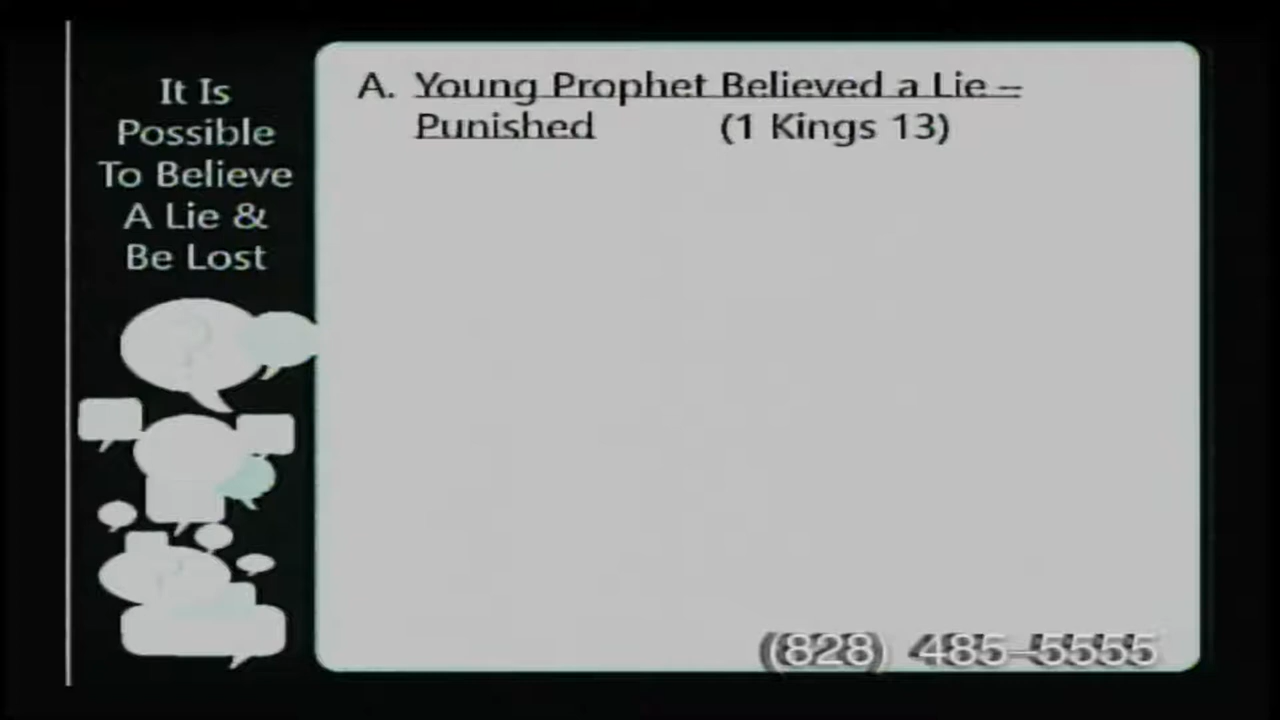 It Is
Possible
To Believe
A Lie &
Be Lost
A. Young Prophet Believed a Lie –
Punished (1 Kings 13)
(828) 485-5555